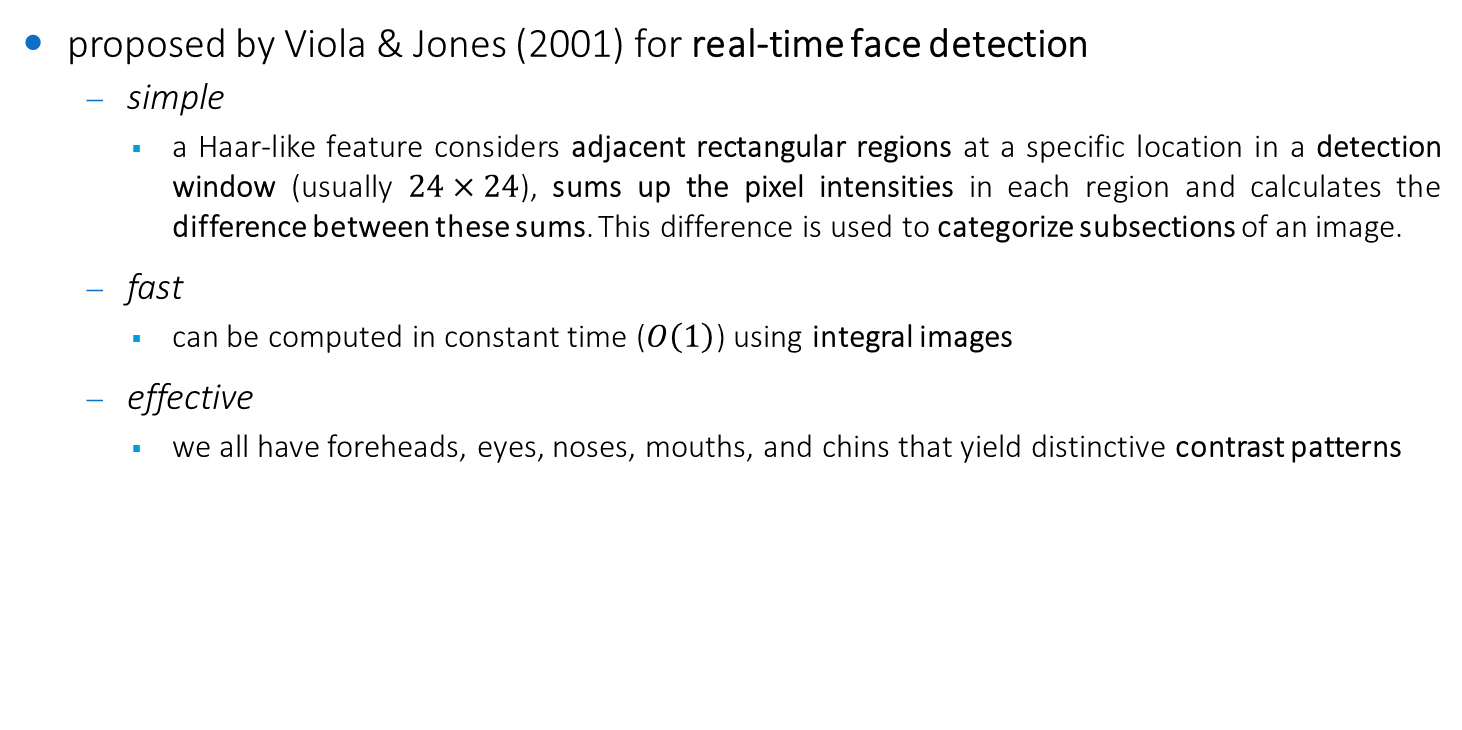 • proposed by Viola & Jones (2001) for real-time face detection
– simple
▪ a Haar-like feature considers adjacent rectangular regions at a specific location in a detection
window (usually 24 × 24), sums up the pixel intensities in each region and calculates the
difference between these sums. This difference is used to categorize subsections of an image.
– fast
▪ can be computed in constant time (O(1)) using integral images
– effective
▪ we all have foreheads, eyes, noses, mouths, and chins that yield distinctive contrast patterns